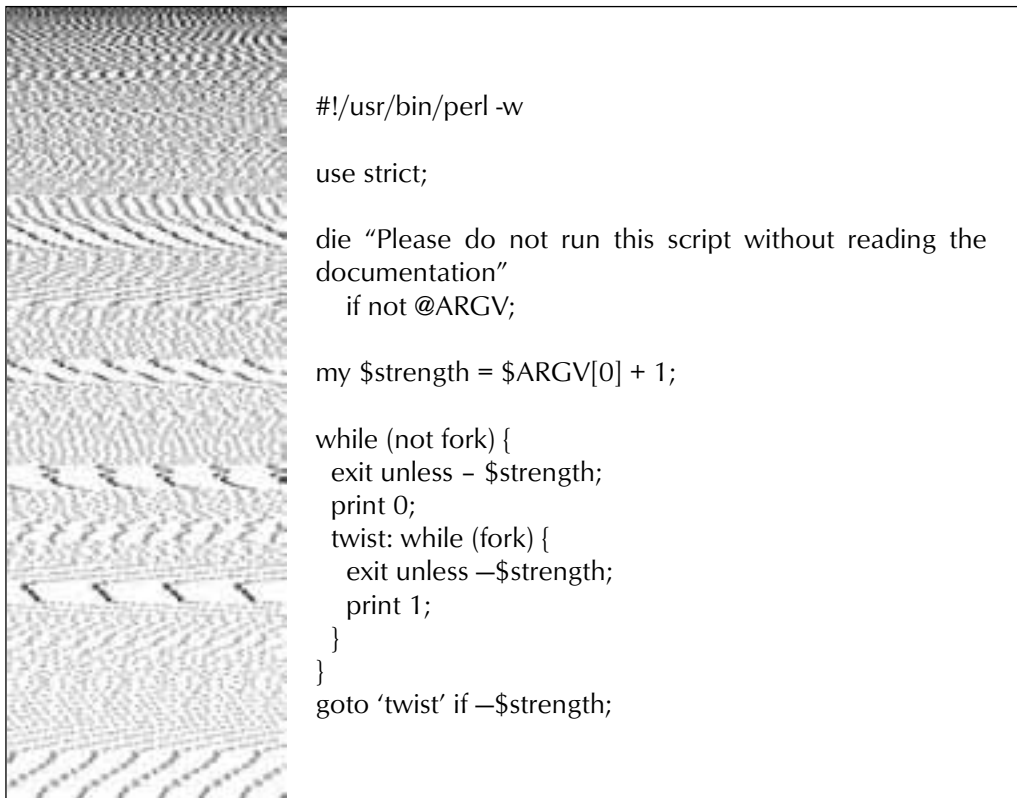 #!/usr/bin/perl -w
use strict;
die “Please do not run this script without reading the
documentation”
if not @ARGV;
my $strength = $ARGV[0] + 1;
while (not fork) {
exit unless – $strength;
print 0;
twist: while (fork) {
exit unless —$strength;
print 1;
}
}
goto ‘twist’ if —$strength;